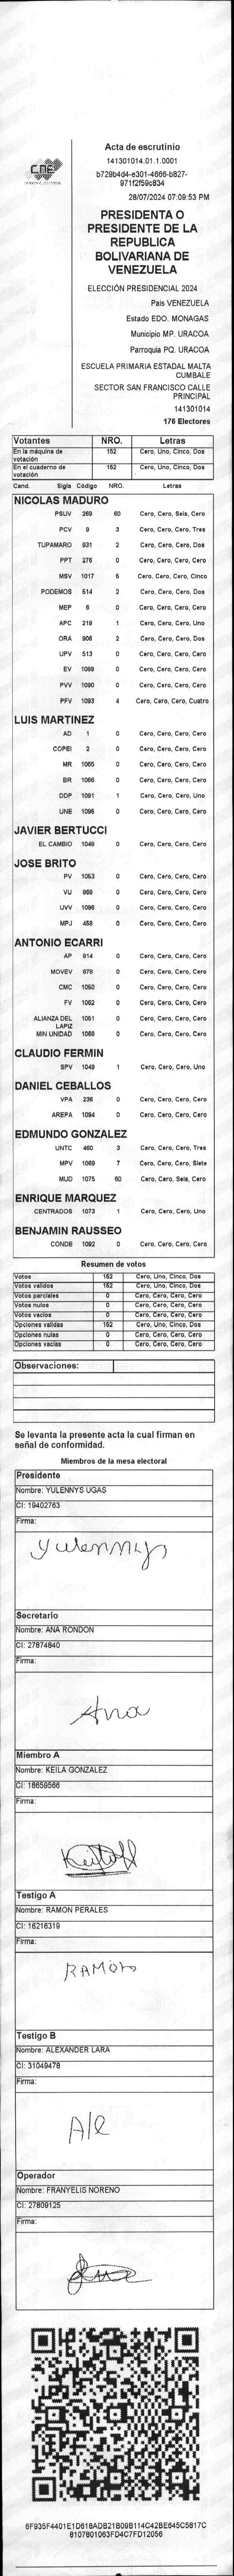 CNE
Acta de escrutinio
141301014.01.1.0001
b729b4d4-e301-4666-b827-
971f2f59c834
28/07/2024 07:09:53 PM
PRESIDENTA O
PRESIDENTE DE LA
REPUBLICA
BOLIVARIANA DE
VENEZUELA
ELECCIÓN PRESIDENCIAL 2024
Pais VENEZUELA
Estado EDO. MONAGAS
Municipio MP. URACOA
Parroquia PQ. URACOA
ESCUELA PRIMARIA ESTADAL MALTA
CUMBALE
SECTOR SAN FRANCISCO CALLE
PRINCIPAL
141301014
176 Electores
Votantes NRO. Letras
En la máquina de votación 152 Cero, Uno, Cinco, Dos
En el cuaderno de votación 152 Cero, Uno, Cinco, Dos
Cand. Sigla Código NRO. Letras
NICOLAS MADURO
PSUV 269 60 Cero, Cero, Seis, Cero
PCV 9 3 Cero, Cero, Cero, Tres
TUPAMARO 931 2 Cero, Cero, Cero, Dos
PPT 276 0 Cero, Cero, Cero, Cero
MSV 1017 5 Cero, Cero, Cero, Cinco
PODEMOS 514 2 Cero, Cero, Cero, Dos
MEP 6 0 Cero, Cero, Cero, Cero
APC 219 1 Cero, Cero, Cero, Uno
ORA 906 2 Cero, Cero, Cero, Dos
UPV 513 0 Cero, Cero, Cero, Cero
EV 1089 0 Cero, Cero, Cero, Cero
PVV 1090 0 Cero, Cero, Cero, Cero
PFV 1093 4 Cero, Cero, Cero, Cuatro
LUIS MARTINEZ
AD 1 0 Cero, Cero, Cero, Cero
COPEI 2 0 Cero, Cero, Cero, Cero
MR 1065 0 Cero, Cero, Cero, Cero
BR 1066 0 Cero, Cero, Cero, Cero
DDP 1091 1 Cero, Cero, Cero, Uno
UNE 1095 0 Cero, Cero, Cero, Cero
JAVIER BERTUCCI
EL CAMBIO 1048 0 Cero, Cero, Cero, Cero
JOSE BRITO
PV 1053 0 Cero, Cero, Cero, Cero
VU 968 0 Cero, Cero, Cero, Cero
UVV 1096 0 Cero, Cero, Cero, Cero
MPJ 458 0 Cero, Cero, Cero, Cero
ANTONIO ECARRI
AP 814 0 Cero, Cero, Cero, Cero
MOVEV 978 0 Cero, Cero, Cero, Cero
CMC 1050 0 Cero, Cero, Cero, Cero
FV 1052 0 Cero, Cero, Cero, Cero
ALIANZA DEL LAPIZ 1051 0 Cero, Cero, Cero, Cero
MIN UNIDAD 1068 0 Cero, Cero, Cero, Cero
CLAUDIO FERMIN
SPV 1049 1 Cero, Cero, Cero, Uno
DANIEL CEBALLOS
VPA 236 0 Cero, Cero, Cero, Cero
AREPA 1094 0 Cero, Cero, Cero, Cero
EDMUNDO GONZALEZ
UNTC 460 3 Cero, Cero, Cero, Tres
MPV 1069 7 Cero, Cero, Cero, Siete
MUD 1075 60 Cero, Cero, Seis, Cero
ENRIQUE MARQUEZ
CENTRADOS 1073 1 Cero, Cero, Cero, Uno
BENJAMIN RAUSSEO
CONDE 1092 0 Cero, Cero, Cero, Cero
Resumen de votos
Votos 152 Cero, Uno, Cinco, Dos
Votos validos 152 Cero, Uno, Cinco, Dos
Votos parciales 0 Cero, Cero, Cero, Cero
Votos nulos 0 Cero, Cero, Cero, Cero
Votos vacios 0 Cero, Cero, Cero, Cero
Opciones validas 152 Cero, Uno, Cinco, Dos
Opciones nulas 0 Cero, Cero, Cero, Cero
Opciones vacias 0 Cero, Cero, Cero, Cero
Observaciones:
Se levanta la presente acta la cual firman en
señal de conformidad.
Miembros de la mesa electoral
Presidente
Nombre: YULENNYS UGAS
CI: 19402763
Firma:
Yulennys
Secretario
Nombre: ANA RONDON
CI: 27874840
Firma:
Ana
Miembro A
Nombre: KEILA GONZALEZ
CI: 18659566
Firma:
Testigo A
Nombre: RAMON PERALES
CI: 16216319
Firma:
RAMON
Testigo B
Nombre: ALEXANDER LARA
CI: 31049478
Firma:
Ale
Operador
Nombre: FRANYELIS NORENO
CI: 27809125
Firma:
6F935F4401E1D618ADB21B09B114C42BE645C5817C
8107801063FD4C7FD12056